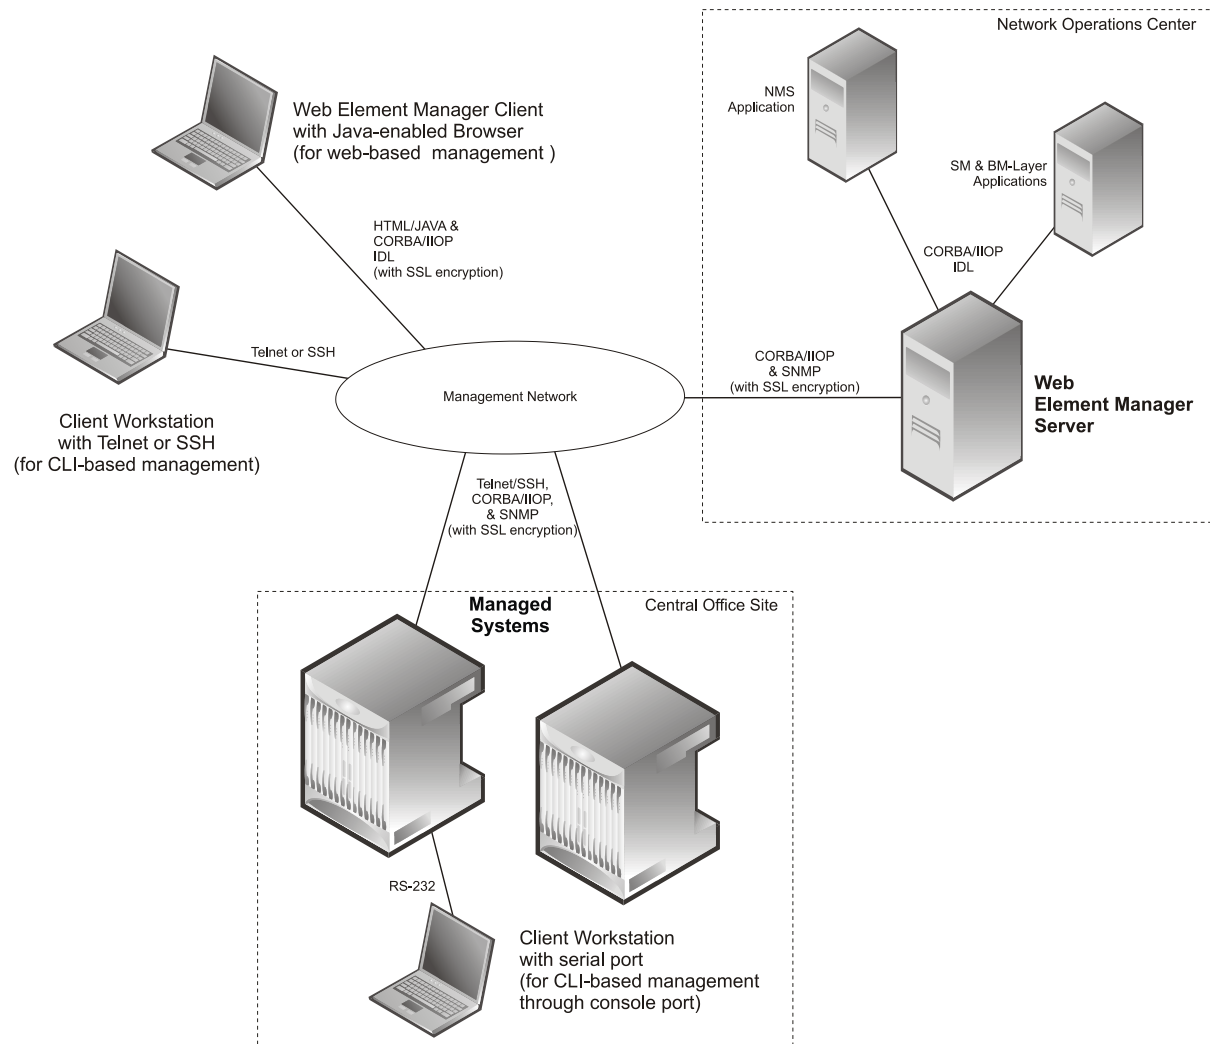 Network Operations Center
NMS
Application
SM & BM-Layer
Applications
CORBA/IIOP
IDL
Web
Element Manager
Server
CORBA/IIOP
& SNMP
(with SSL encryption)
Web Element Manager Client
with Java-enabled Browser
(for web-based  management )
HTML/JAVA &
CORBA/IIOP
IDL
(with SSL encryption)
Telnet or SSH
Client Workstation
with Telnet or SSH
(for CLI-based management)
Management Network
Telnet/SSH,
CORBA/IIOP,
& SNMP
(with SSL encryption)
Managed
Systems
Central Office Site
RS-232
Client Workstation
with serial port
(for CLI-based management
through console port)